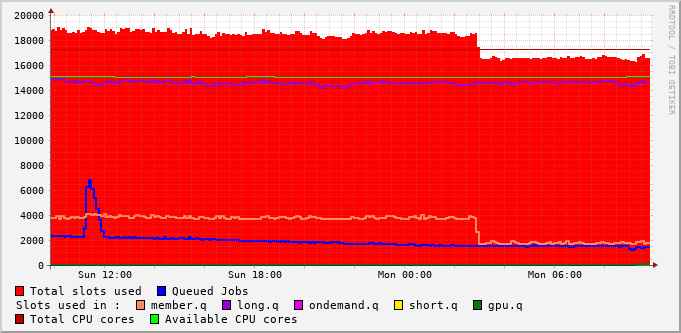 RRDTOOL / TOBI OETIKER
20000
18000
16000
14000
12000
10000
8000
6000
4000
2000
0
Sun 12:00 Sun 18:00 Mon 00:00 Mon 06:00
Total slots used Queued Jobs
Slots used in : member.q long.q ondemand.q short.q gpu.q
Total CPU cores Available CPU cores